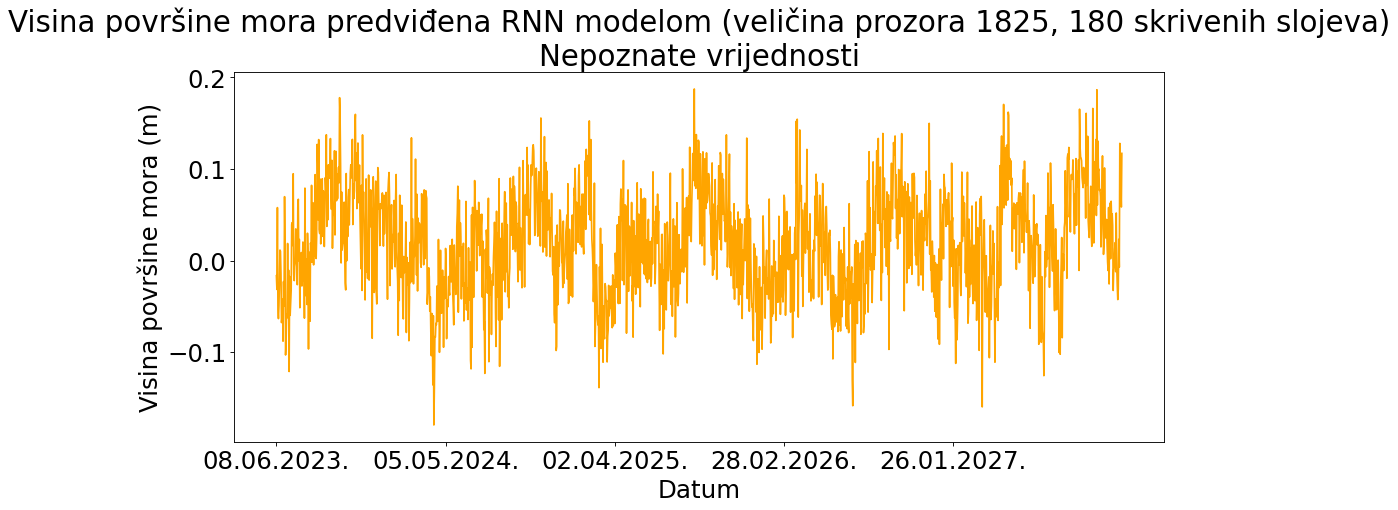 Visina površine mora predviđena RNN modelom (veličina prozora 1825, 180 skrivenih slojeva)
Nepoznate vrijednosti
Visina površine mora (m)
0.2
0.1
0.0
−0.1
08.06.2023. 05.05.2024. 02.04.2025. 28.02.2026. 26.01.2027.
Datum